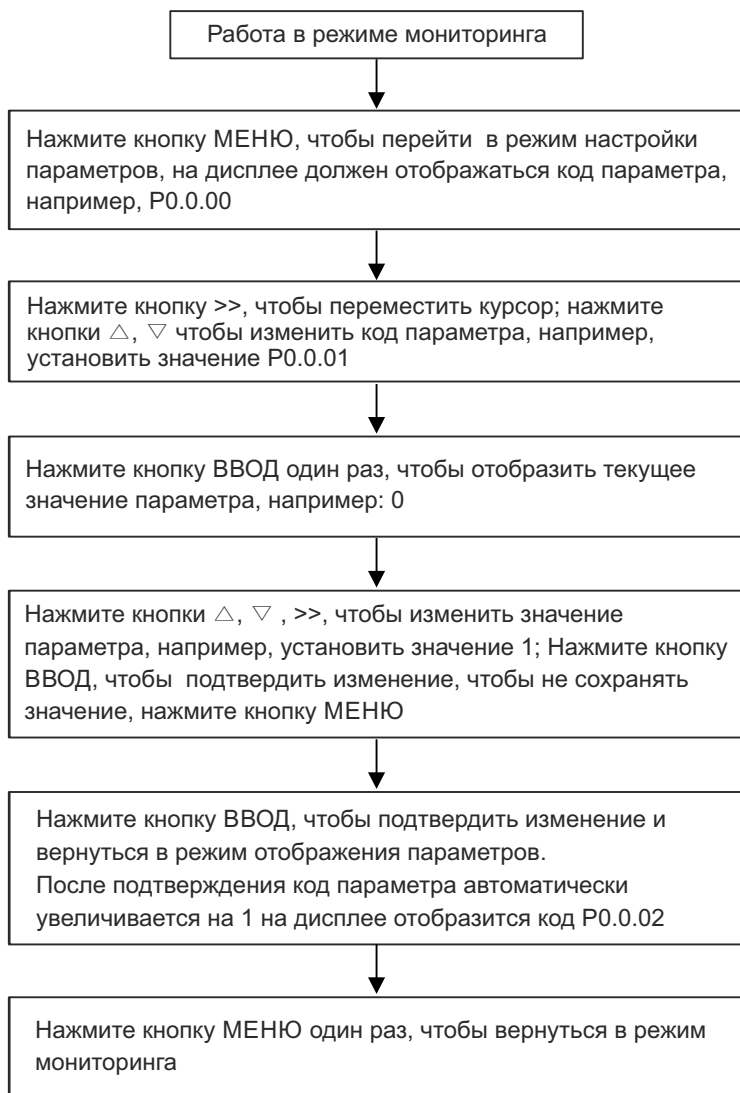 Работа в режиме мониторинга
Нажмите кнопку МЕНЮ, чтобы перейти в режим настройки
параметров, на дисплее должен отображаться код параметра,
например, P0.0.00
Нажмите кнопку >>, чтобы переместить курсор; нажмите
кнопки △, ▽ чтобы изменить код параметра, например,
установить значение P0.0.01
Нажмите кнопку ВВОД один раз, чтобы отобразить текущее
значение параметра, например: 0
Нажмите кнопки △, ▽ , >>, чтобы изменить значение
параметра, например, установить значение 1; Нажмите кнопку
ВВОД, чтобы подтвердить изменение, чтобы не сохранять
значение, нажмите кнопку МЕНЮ
Нажмите кнопку ВВОД, чтобы подтвердить изменение и
вернуться в режим отображения параметров.
После подтверждения код параметра автоматически
увеличивается на 1 на дисплее отобразится код P0.0.02
Нажмите кнопку МЕНЮ один раз, чтобы вернуться в режим
мониторинга